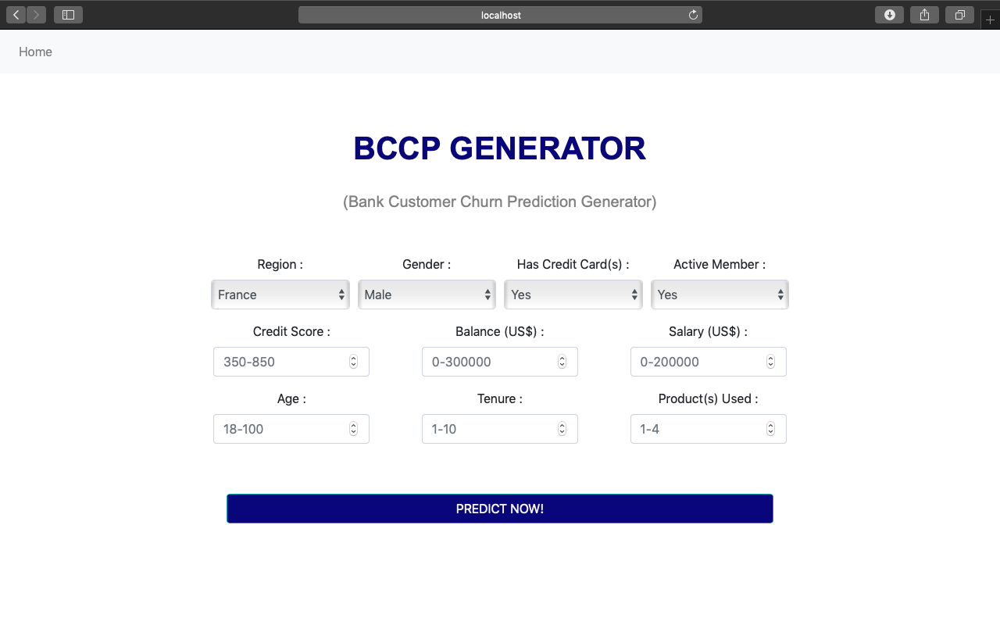 localhost
Home
BCCP GENERATOR
(Bank Customer Churn Prediction Generator)
Region : Gender : Has Credit Card(s) : Active Member :
France Male Yes Yes
Credit Score : Balance (US$) : Salary (US$) :
350-850 0-300000 0-200000
Age : Tenure : Product(s) Used :
18-100 1-10 1-4
PREDICT NOW!